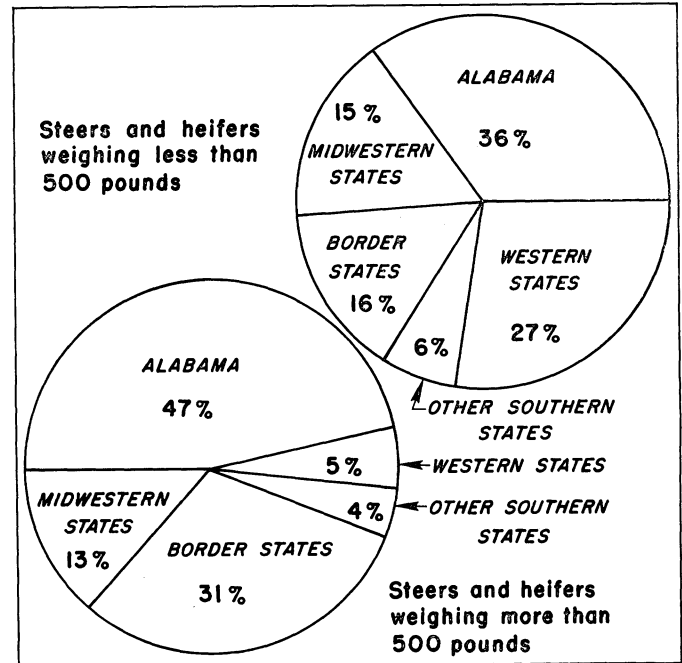 Steers and heifers
weighing less than
500 pounds
ALABAMA
36%
15%
MIDWESTERN
STATES
BORDER
STATES
16%
6%
WESTERN
STATES
27%
OTHER SOUTHERN
STATES
ALABAMA
47%
5%
WESTERN STATES
4%
OTHER SOUTHERN
STATES
MIDWESTERN
STATES
13%
BORDER STATES
31%
Steers and heifers
weighing more than
500 pounds